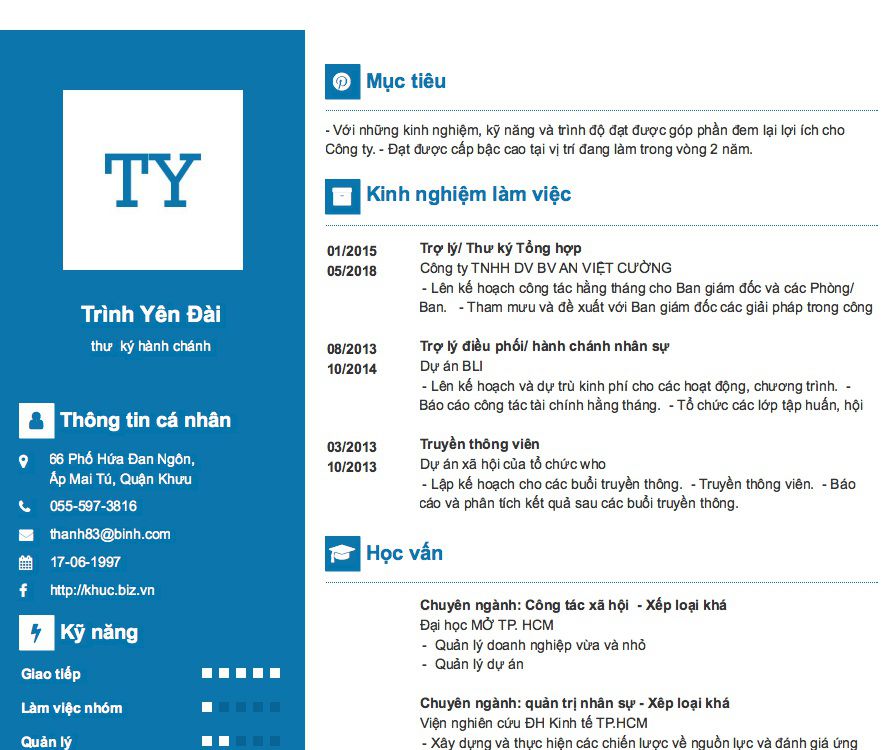 TY
Trình Yên Đài
thư ký hành chánh
Thông tin cá nhân
66 Phố Hứa Đan Ngôn,
Ấp Mai Tú, Quận Khưu
055-597-3816
thanh83@binh.com
17-06-1997
http://khuc.biz.vn
Kỹ năng
Giao tiếp
Làm việc nhóm
Quản lý
Mục tiêu
- Với những kinh nghiệm, kỹ năng và trình độ đạt được góp phần đem lại lợi ích cho
Công ty. - Đạt được cấp bậc cao tại vị trí đang làm trong vòng 2 năm.
Kinh nghiệm làm việc
01/2015
05/2018
Trợ lý/ Thư ký Tổng hợp
Công ty TNHH DV BV AN VIỆT CƯỜNG
- Lên kế hoạch công tác hằng tháng cho Ban giám đốc và các Phòng/
Ban. - Tham mưu và đề xuất với Ban giám đốc các giải pháp trong công
08/2013
10/2014
Trợ lý điều phối/ hành chánh nhân sự
Dự án BLI
- Lên kế hoạch và dự trù kinh phí cho các hoạt động, chương trình. -
Báo cáo công tác tài chính hằng tháng. - Tổ chức các lớp tập huấn, hội
03/2013
10/2013
Truyền thông viên
Dự án xã hội của tổ chức who
- Lập kế hoạch cho các buổi truyền thông. - Truyền thông viên. - Báo
cáo và phân tích kết quả sau các buổi truyền thông.
Học vấn
Chuyên ngành: Công tác xã hội - Xếp loại khá
Đại học MỞ TP. HCM
- Quản lý doanh nghiệp vừa và nhỏ
- Quản lý dự án
Chuyên ngành: quản trị nhân sự - Xêp loại khá
Viện nghiên cứu ĐH Kinh tế TP.HCM
- Xây dựng và thực hiện các chiến lược về nguồn lực và đánh giá ứng